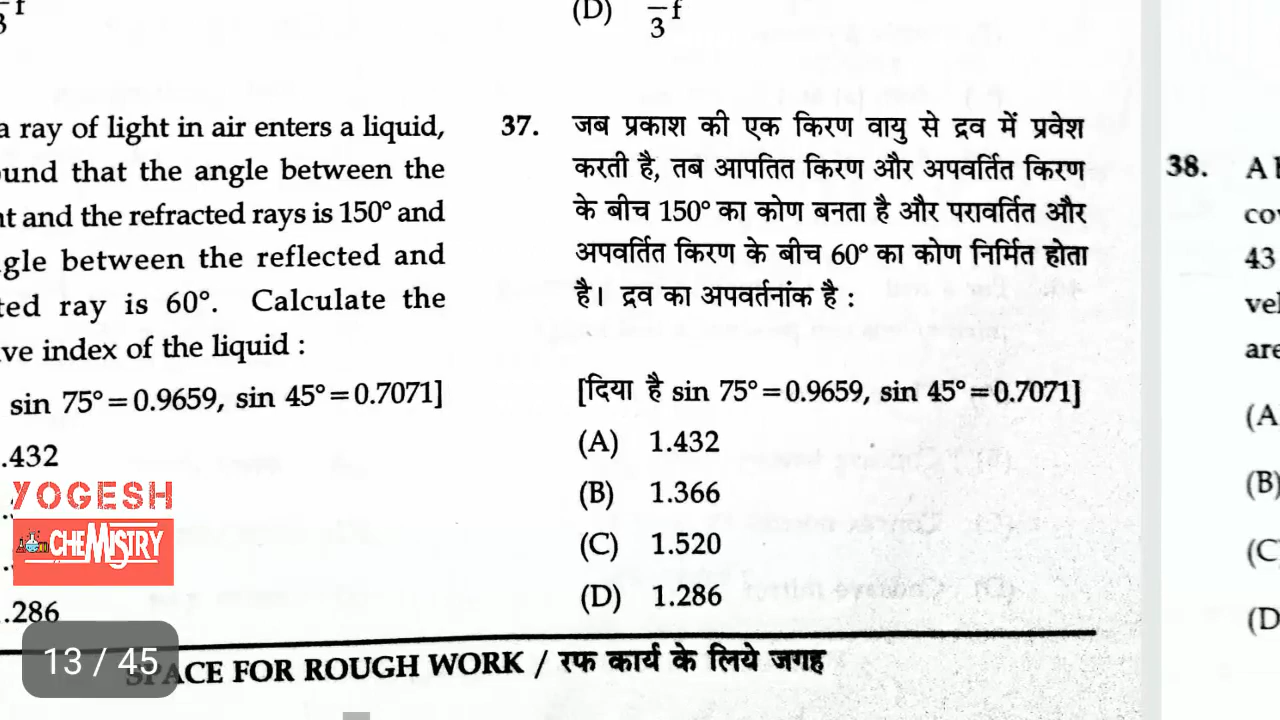 (D) —f
3
3 f
a ray of light in air enters a liquid,
und that the angle between the
nt and the refracted rays is 150° and
gle between the reflected and
ted ray is 60°. Calculate the
ve index of the liquid :
sin 75°=0.9659, sin 45°=0.7071]
.432
.286
37. जब प्रकाश की एक किरण वायु से द्रव में प्रवेश
करती है, तब आपतित किरण और अपवर्तित किरण
के बीच 150° का कोण बनता है और परावर्तित और
अपवर्तित किरण के बीच 60° का कोण निर्मित होता
है। द्रव का अपवर्तनांक है :
[दिया है sin 75°=0.9659, sin 45°=0.7071]
(A) 1.432
(B) 1.366
(C) 1.520
(D) 1.286
38. A
cov
43
vel
are
(A
(B)
(C
(D
YOGESH
CHEMISTRY
13 / 45
SPACE FOR ROUGH WORK / रफ कार्य के लिये जगह